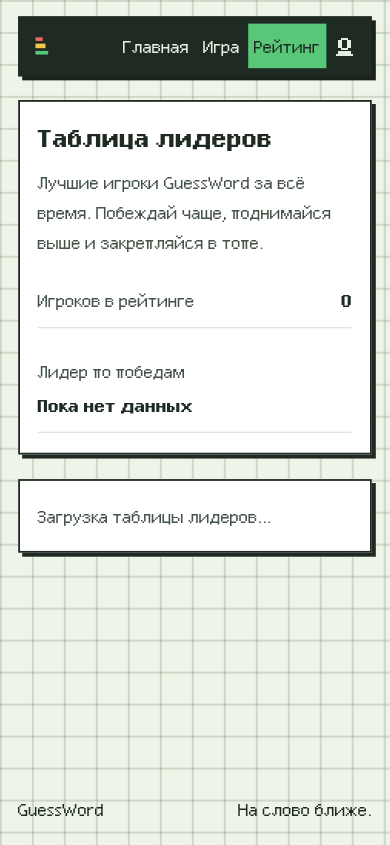 Главная Игра Рейтинг
Таблица лидеров
Лучшие игроки GuessWord за всё
время. Побеждай чаще, поднимайся
выше и закрепляйся в топе.
Игроков в рейтинге 0
Лидер по победам
Пока нет данных
Загрузка таблицы лидеров...
GuessWord На слово ближе.